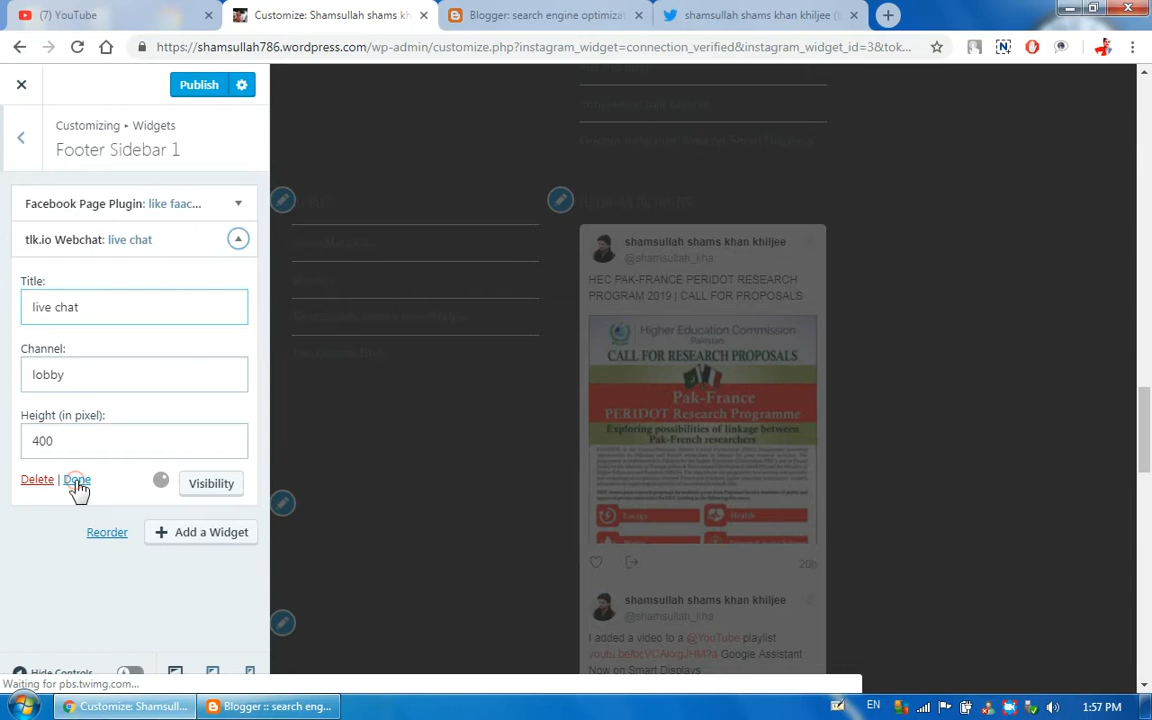 (7) YouTube
Customize: Shamsullah shams kh
Blogger: search engine optimizat
shamsullah shams khan khiljee (
https://shamsullah786.wordpress.com/wp-admin/customize.php?instagram_widget=connection_verified&instagram_widget_id=3&tok...
Publish
Customizing ▸ Widgets
Footer Sidebar 1
Facebook Page Plugin: like faac...
tlk.io Webchat: live chat
Title:
live chat
Channel:
lobby
Height (in pixel):
400
Delete | Done
Visibility
Reorder
Add a Widget
Hide Controls
shamsullah shams khan khiljee
@shamsullah_kha
HEC PAK-FRANCE PERIDOT RESEARCH
PROGRAM 2019 | CALL FOR PROPOSALS
Higher Education Commission
Pakistan
CALL FOR RESEARCH PROPOSALS
Pak-France
PERIDOT Research Programme
Exploring possibilities of linkage between
Pak-French researchers
Energy
Health
20h
shamsullah shams khan khiljee
@shamsullah_kha
I added a video to a @YouTube playlist
Google Assistant
Now on Smart Displays
Waiting for pbs.twimg.com...
Customize: Shamsull...
Blogger :: search eng...
EN
1:57 PM